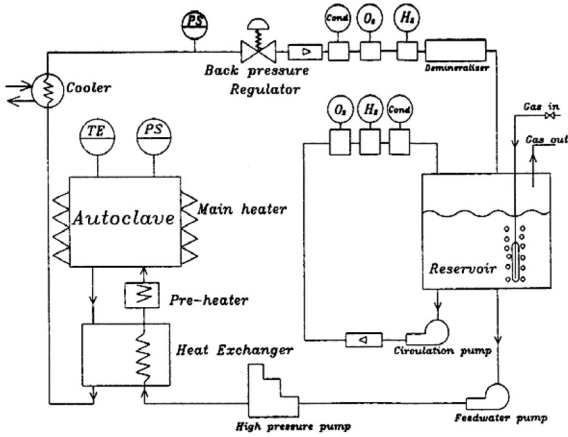 PS
Cond
O₂
H₂
Back pressure
Regulator
Demineralizer
Cooler
O₂
H₂
Cond
Gas in
Gas out
TE
PS
Autoclave
Main heater
Reservoir
Pre-heater
Heat Exchanger
Circulation pump
High pressure pump
Feedwater pump